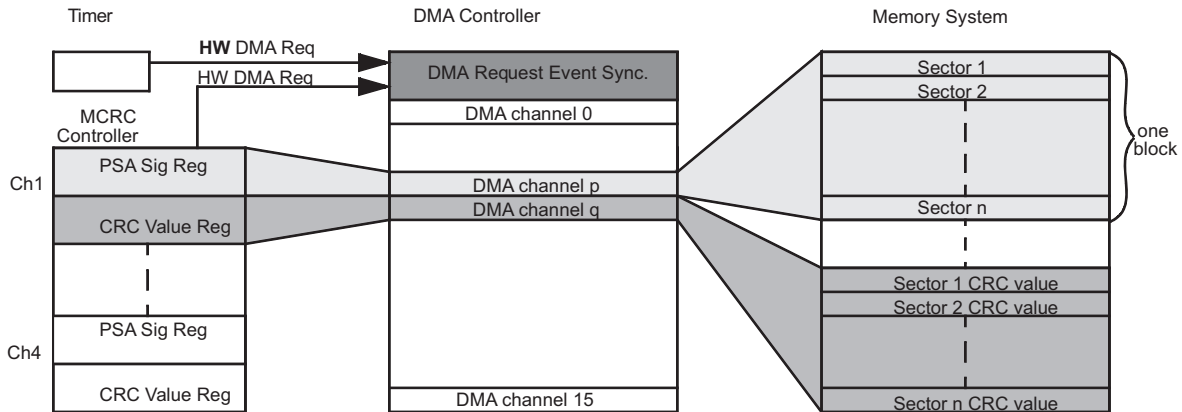 Timer
DMA Controller
Memory System
HW DMA Req
HW DMA Req
DMA Request Event Sync.
DMA channel 0
DMA channel p
DMA channel q
DMA channel 15
MCRC
Controller
Ch1
PSA Sig Reg
CRC Value Reg
Ch4
PSA Sig Reg
CRC Value Reg
Sector 1
Sector 2
Sector n
one
block
Sector 1 CRC value
Sector 2 CRC value
Sector n CRC value